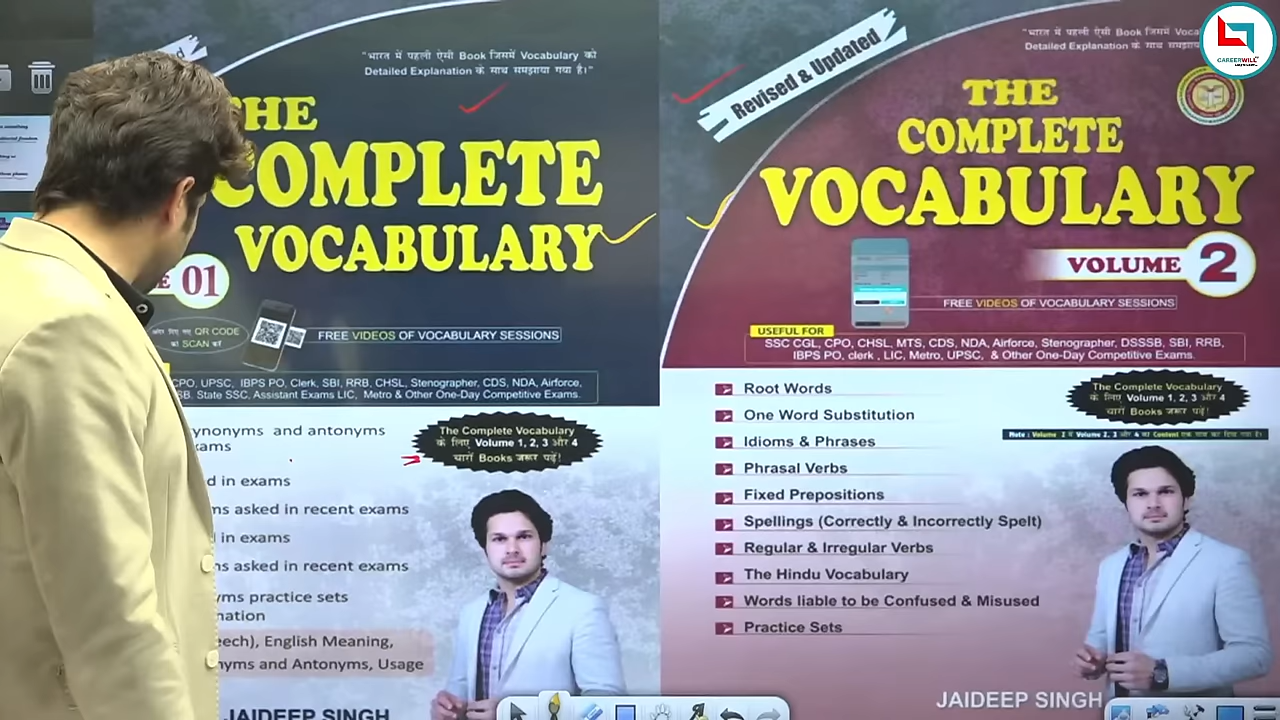 "भारत में पहली ऐसी Book जिसमें Vocabulary को
Detailed Explanation के साथ समझाया गया है।"
THE
COMPLETE
VOCABULARY
01
QR CODE
को SCAN करें
FREE VIDEOS OF VOCABULARY SESSIONS
CPO, UPSC, IBPS PO, Clerk, SBI, RRB, CHSL, Stenographer, CDS, NDA, Airforce,
SB. State SSC, Assistant Exams LIC, Metro & Other One-Day Competitive Exams.
ynonyms and antonyms
xams
The Complete Vocabulary
के लिए Volume 1, 2, 3 और 4
चारों Books जरूर पढ़ें!
d in exams
ms asked in recent exams
d in exams
ms asked in recent exams
yms practice sets
nation
eech), English Meaning,
nyms and Antonyms, Usage
JAIDEEP SINGH
"भारत में पहली ऐसी Book जिसमें Voca
Detailed Explanation के साथ समझाया
CAREERWILL
Revised & Updated
THE
COMPLETE
VOCABULARY
VOLUME 2
FREE VIDEOS OF VOCABULARY SESSIONS
USEFUL FOR
SSC CGL, CPO, CHSL, MTS, CDS, NDA, Airforce, Stenographer, DSSSB, SBI, RRB,
IBPS PO, clerk , LIC, Metro, UPSC, & Other One-Day Competitive Exams.
Root Words
One Word Substitution
Idioms & Phrases
Phrasal Verbs
Fixed Prepositions
Spellings (Correctly & Incorrectly Spelt)
Regular & Irregular Verbs
The Hindu Vocabulary
Words liable to be Confused & Misused
Practice Sets
The Complete Vocabulary
के लिए Volume 1, 2, 3 और 4
चारों Books जरूर पढ़ें!
JAIDEEP SINGH